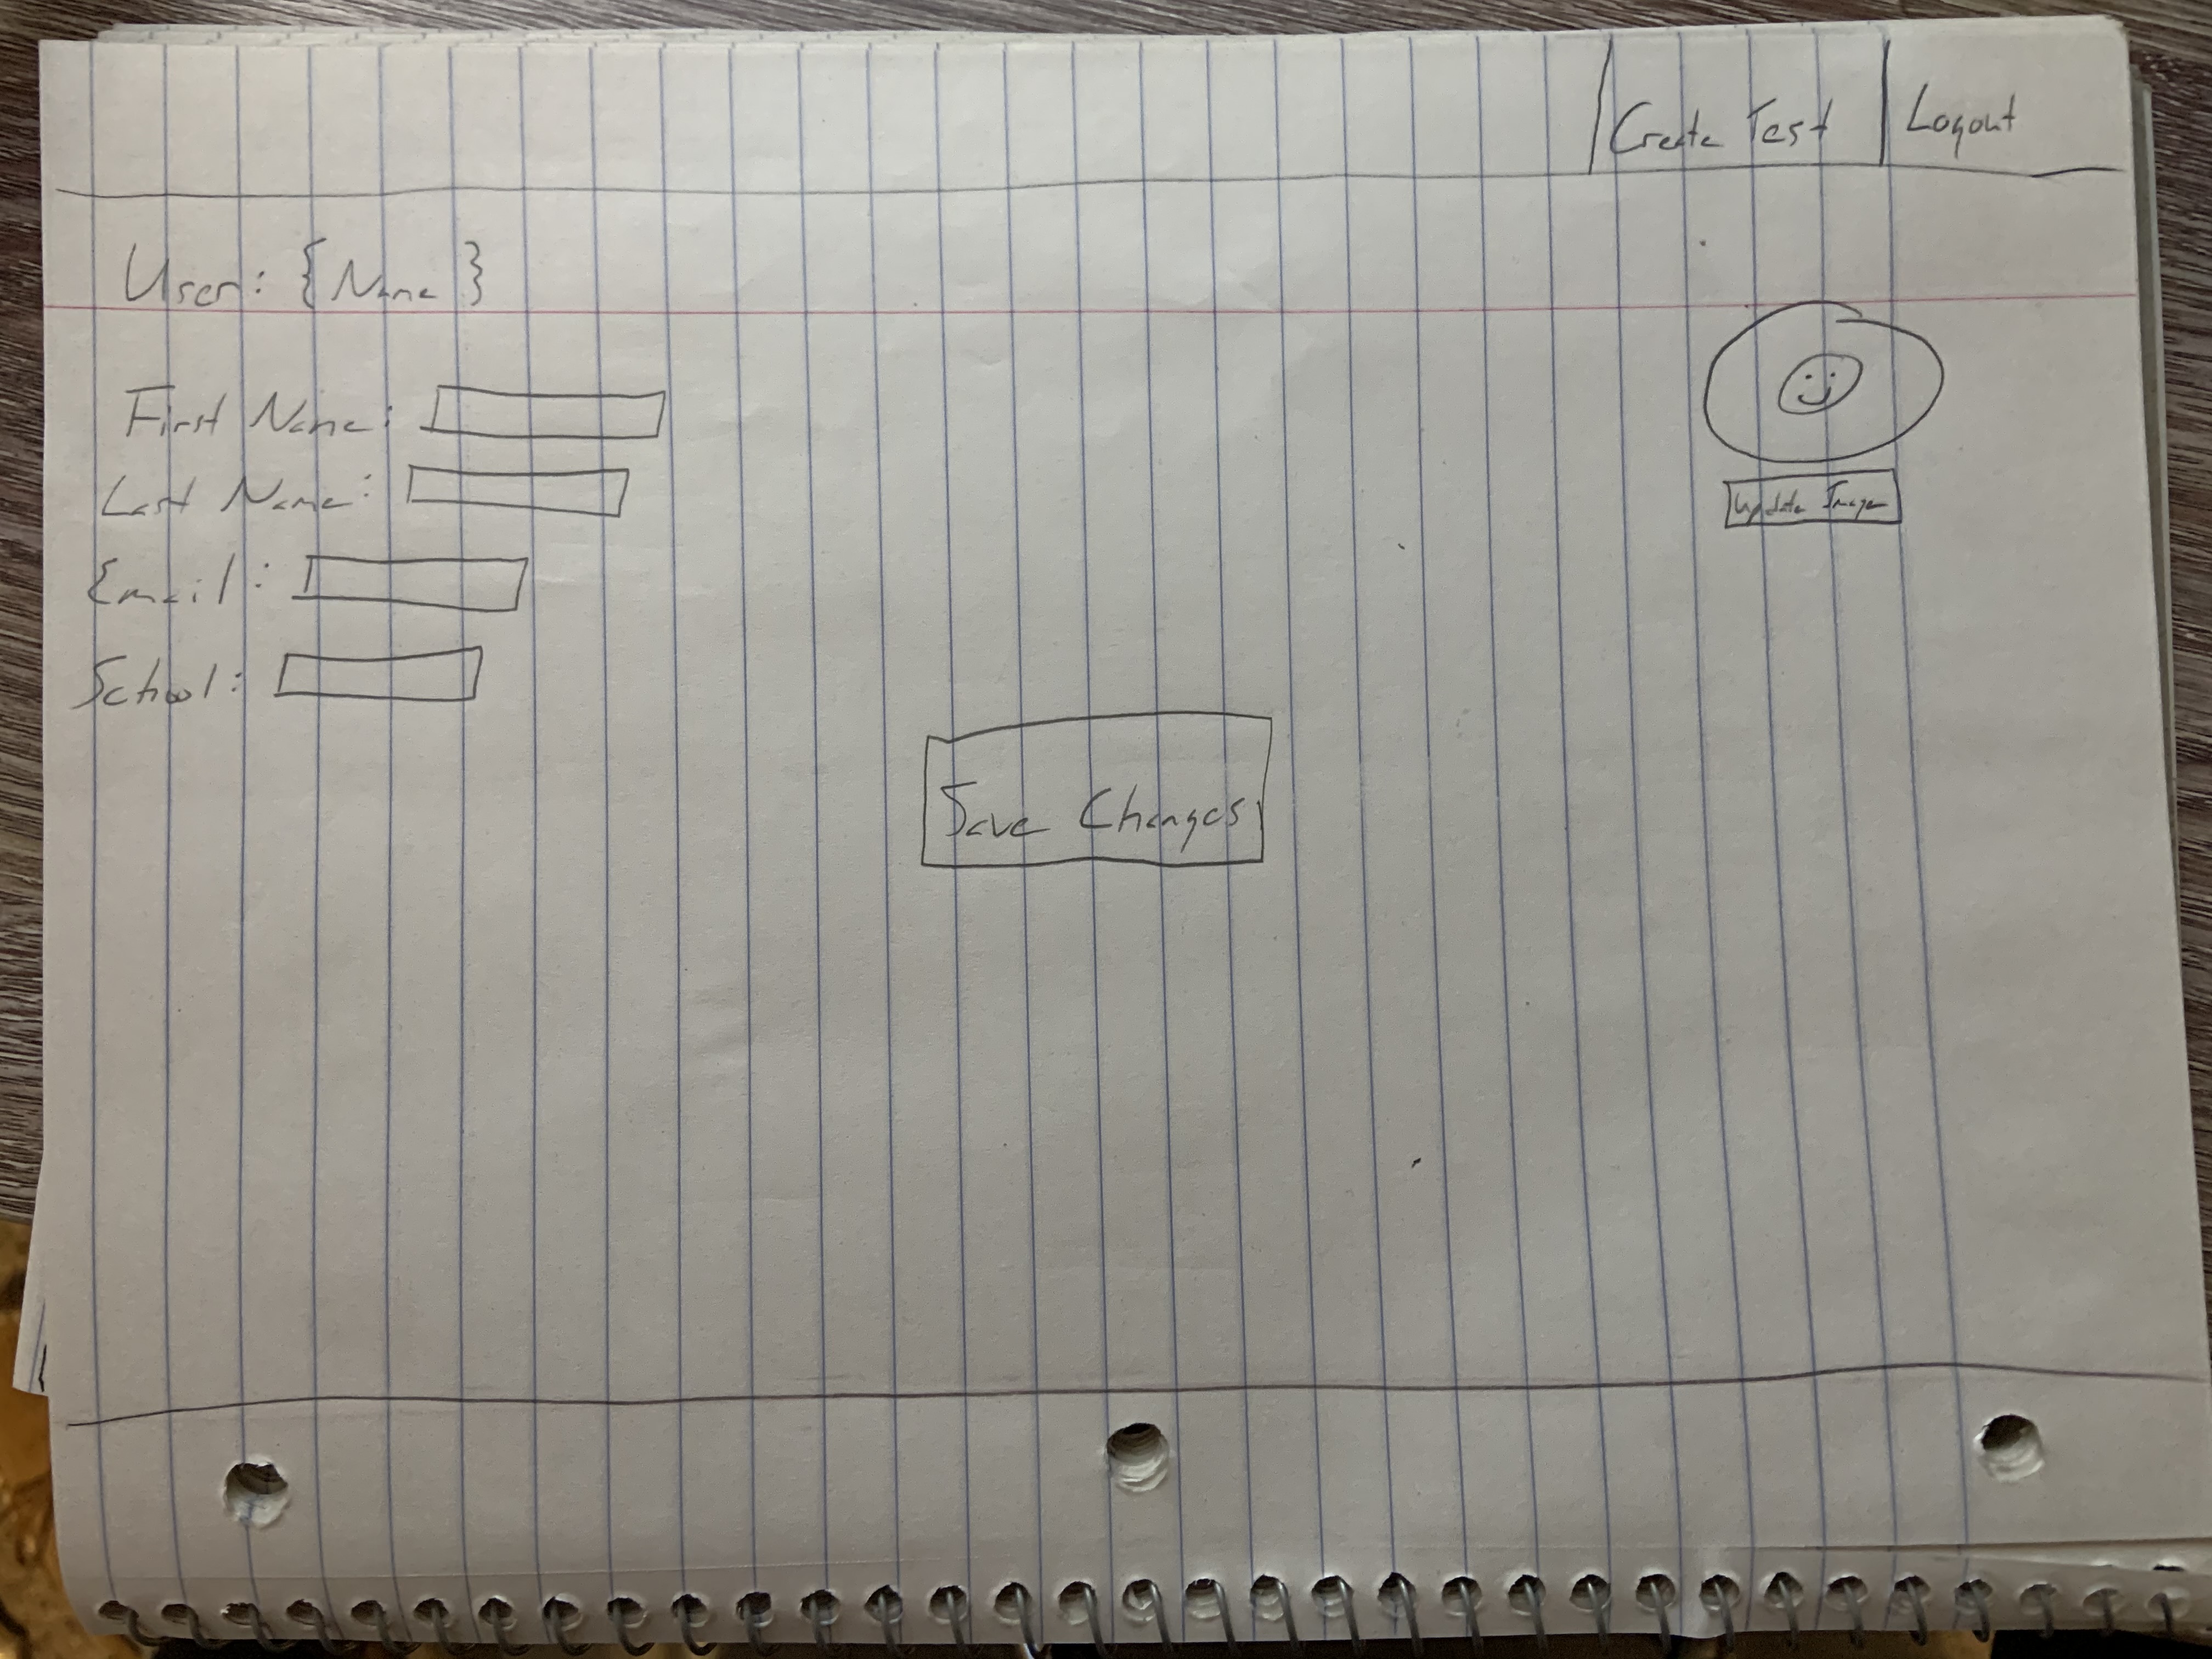 Create Test | Logout
User: {Name}
First Name:
Last Name:
Email:
School:
Update Image
Save Changes